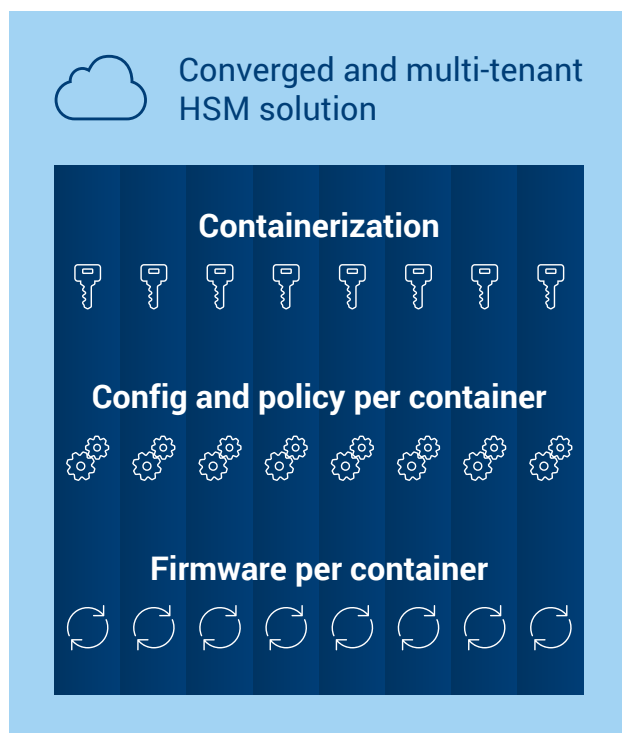 Converged and multi-tenant
HSM solution
Containerization
Config and policy per container
Firmware per container